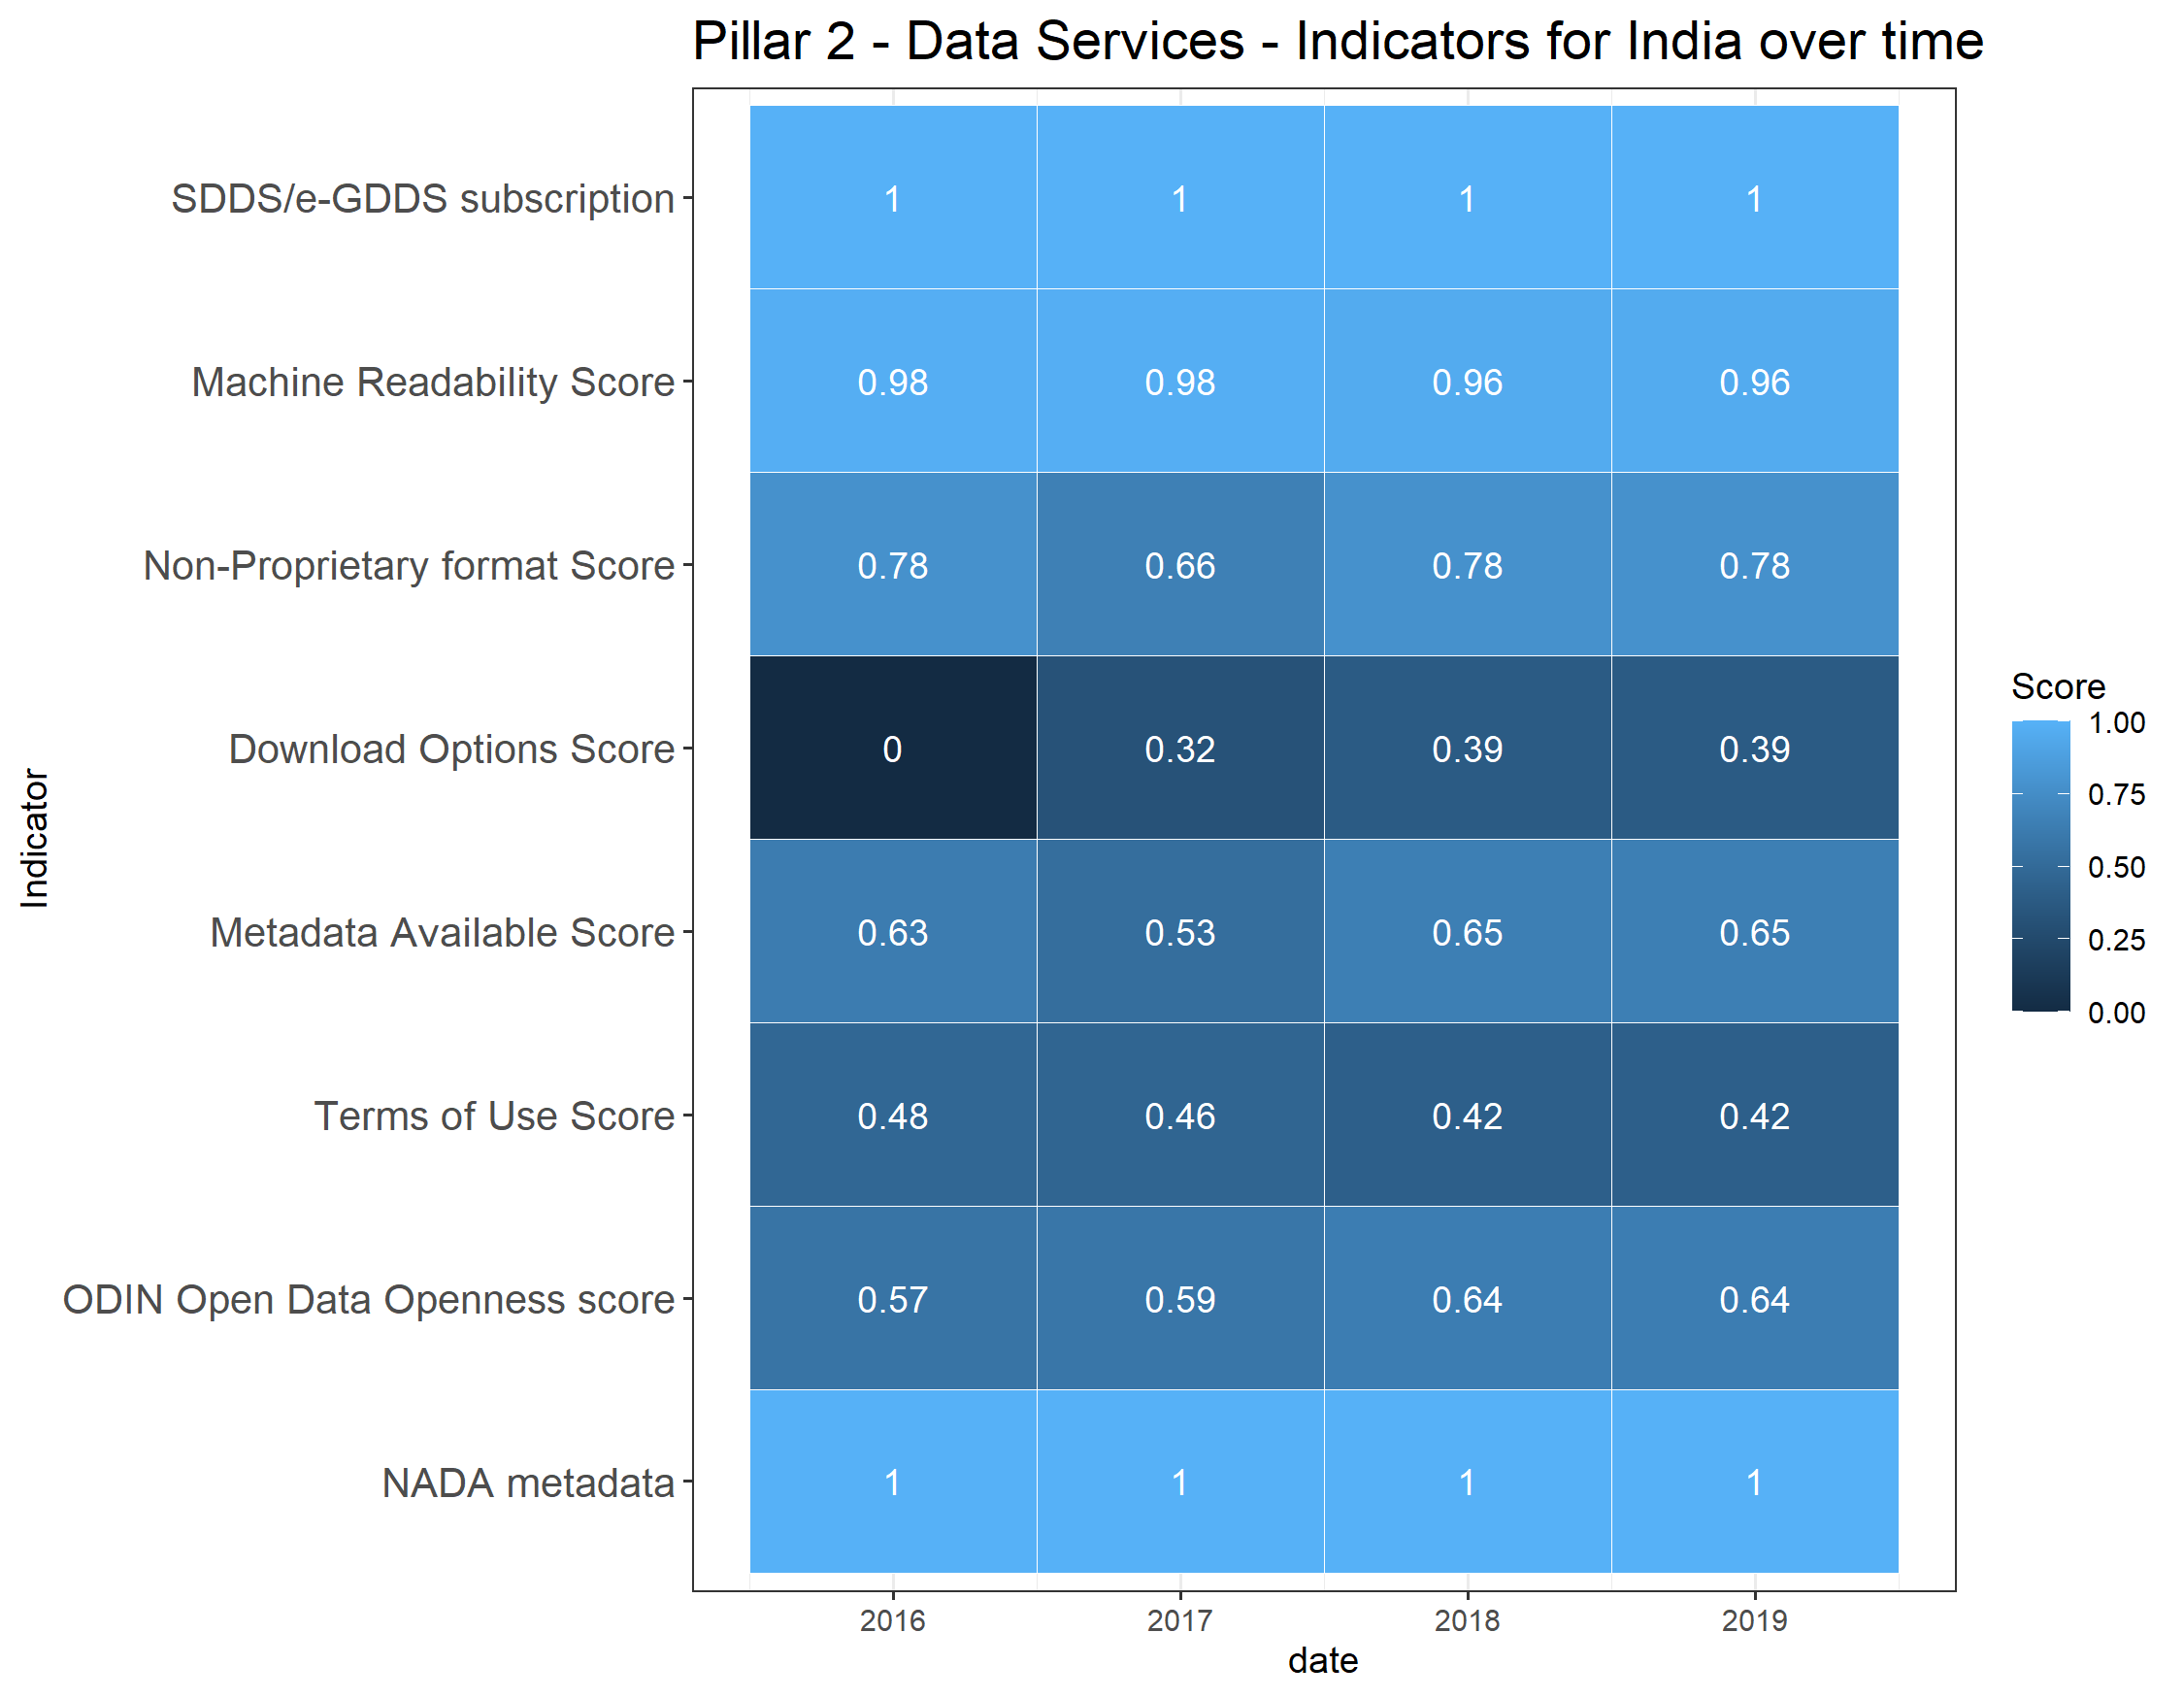 Pillar 2 - Data Services - Indicators for India over time
SDDS/e-GDDS subscription 1 1 1 1
Machine Readability Score 0.98 0.98 0.96 0.96
Non-Proprietary format Score 0.78 0.66 0.78 0.78
Download Options Score 0 0.32 0.39 0.39
Metadata Available Score 0.63 0.53 0.65 0.65
Terms of Use Score 0.48 0.46 0.42 0.42
ODIN Open Data Openness score 0.57 0.59 0.64 0.64
NADA metadata 1 1 1 1
2016 2017 2018 2019
date
Indicator
Score
1.00
0.75
0.50
0.25
0.00